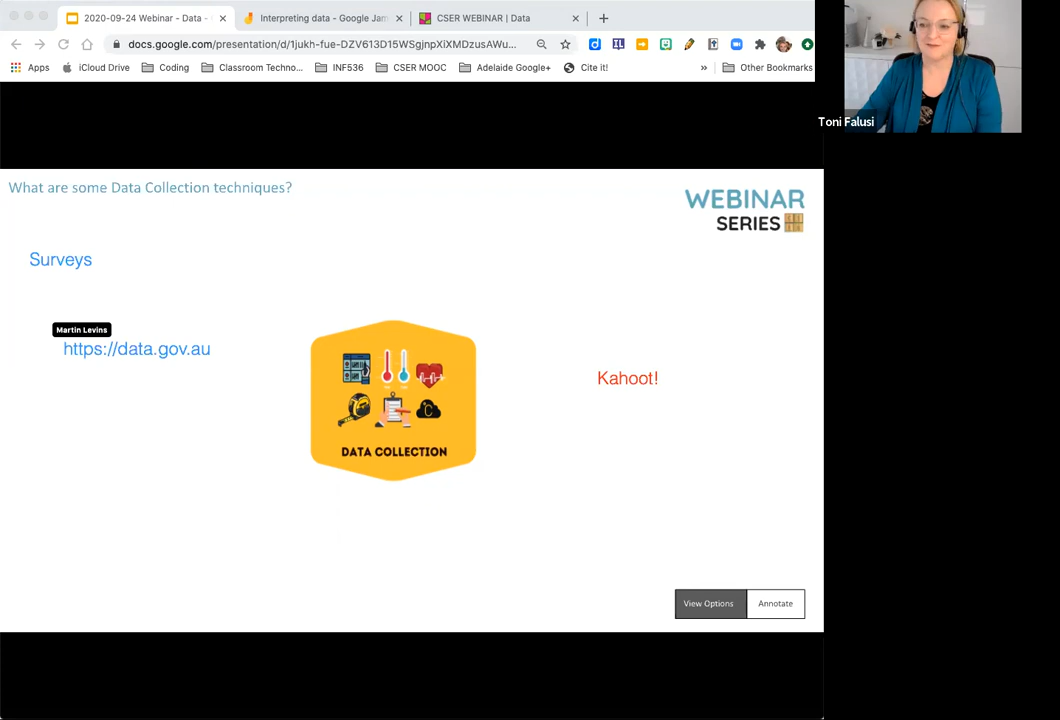 2020-09-24 Webinar - Data -
Interpreting data - Google Jam
CSER WEBINAR | Data
docs.google.com/presentation/d/1jukh-fue-DZV613D15WSgjnpXiXMDzusAWu...
Apps
iCloud Drive
Coding
Classroom Techno...
INF536
CSER MOOC
Adelaide Google+
Cite it!
»
Other Bookmarks
Toni Falusi
What are some Data Collection techniques?
WEBINAR
SERIES
Surveys
Martin Levins
https://data.gov.au
Kahoot!
C
DATA COLLECTION
View Options
Annotate